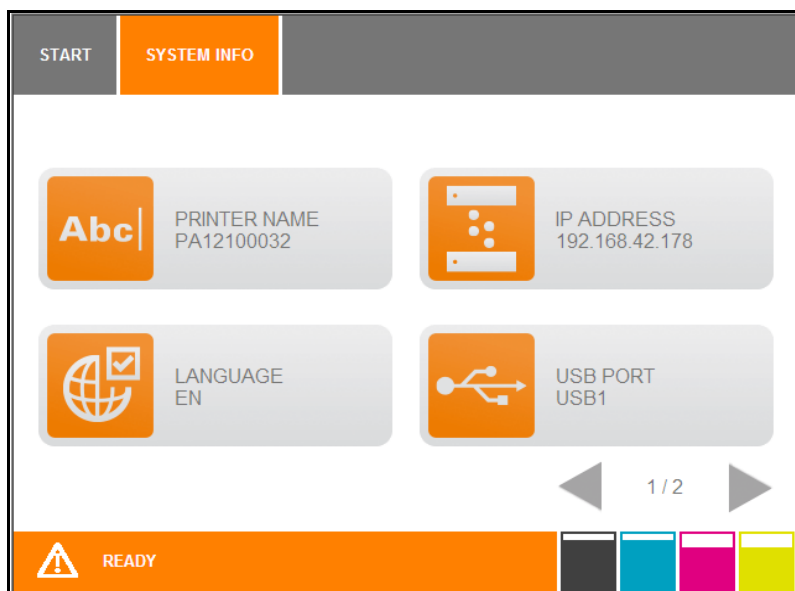 START
SYSTEM INFO
Abc
PRINTER NAME
PA12100032
IP ADDRESS
192.168.42.178
LANGUAGE
EN
USB PORT
USB1
1 / 2
READY